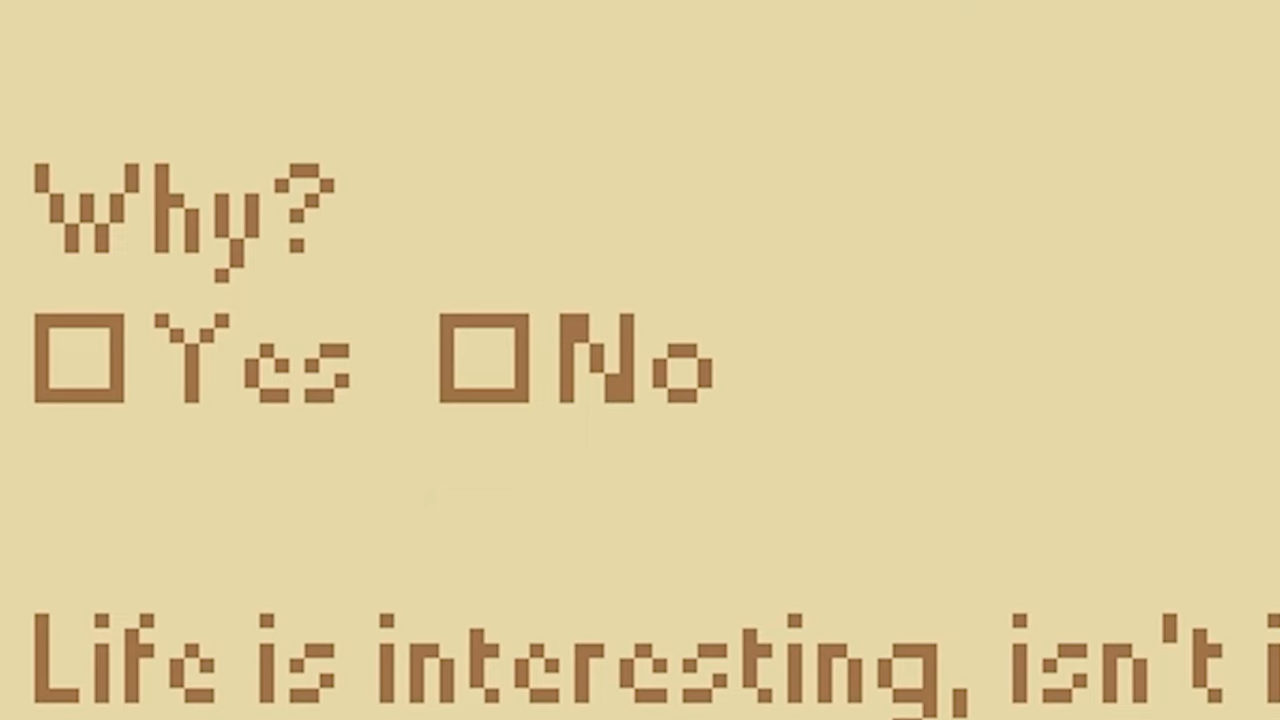 Why?
☐Yes ☐No
Life is interesting, isn't